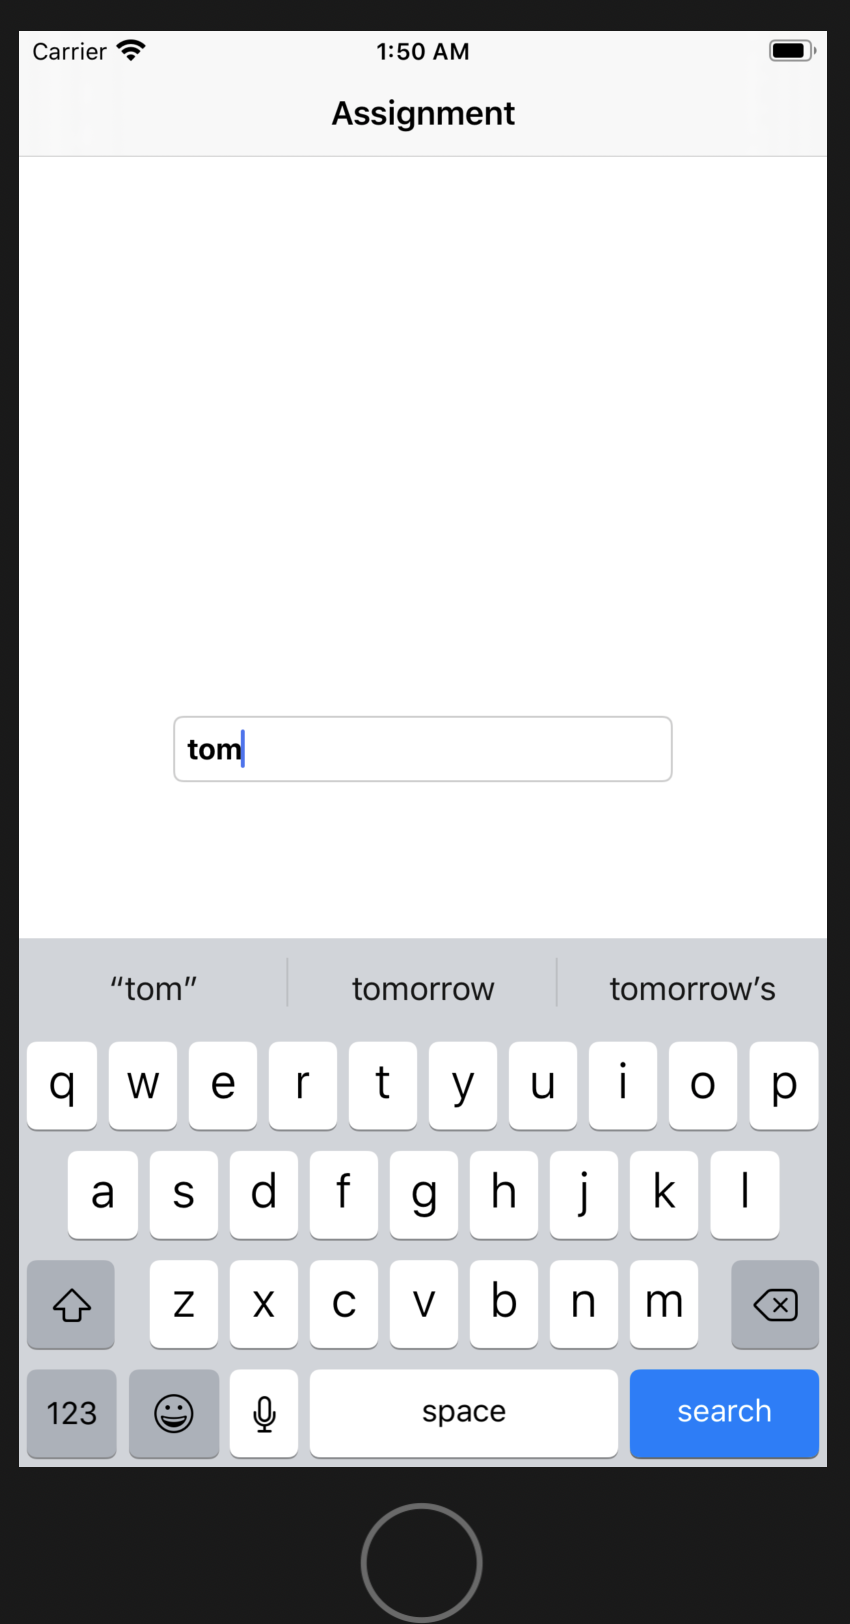 Carrier 1:50 AM
Assignment
tom
“tom” tomorrow tomorrow’s
q w e r t y u i o p
a s d f g h j k l
z x c v b n m
123 space search